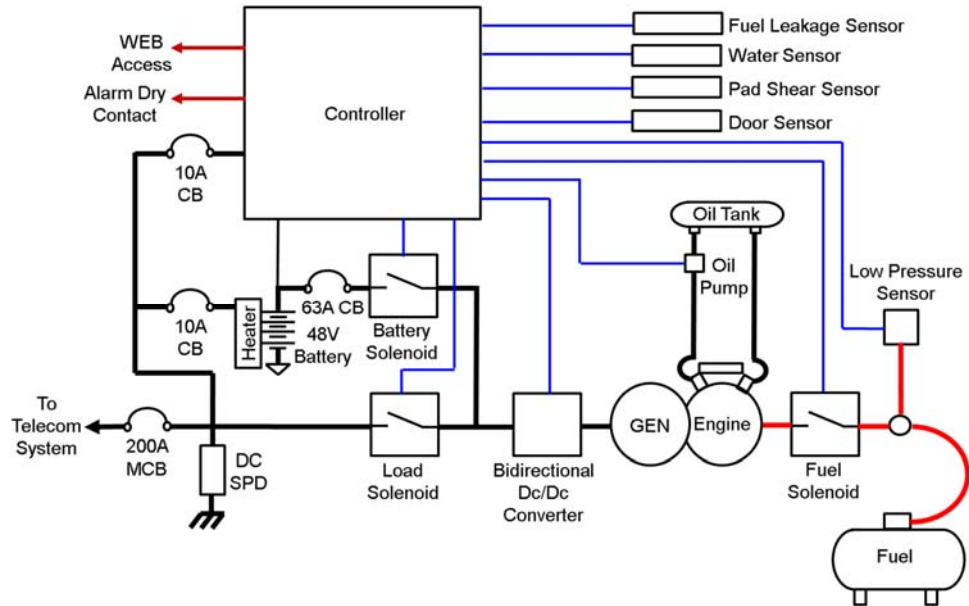 WEB
Access
Alarm Dry
Contact
Controller
Fuel Leakage Sensor
Water Sensor
Pad Shear Sensor
Door Sensor
10A
CB
Oil Tank
Oil
Pump
Low Pressure
Sensor
10A
CB
Heater
63A CB
48V
Battery
Battery
Solenoid
To
Telecom
System
200A
MCB
DC
SPD
Load
Solenoid
Bidirectional
Dc/Dc
Converter
GEN
Engine
Fuel
Solenoid
Fuel